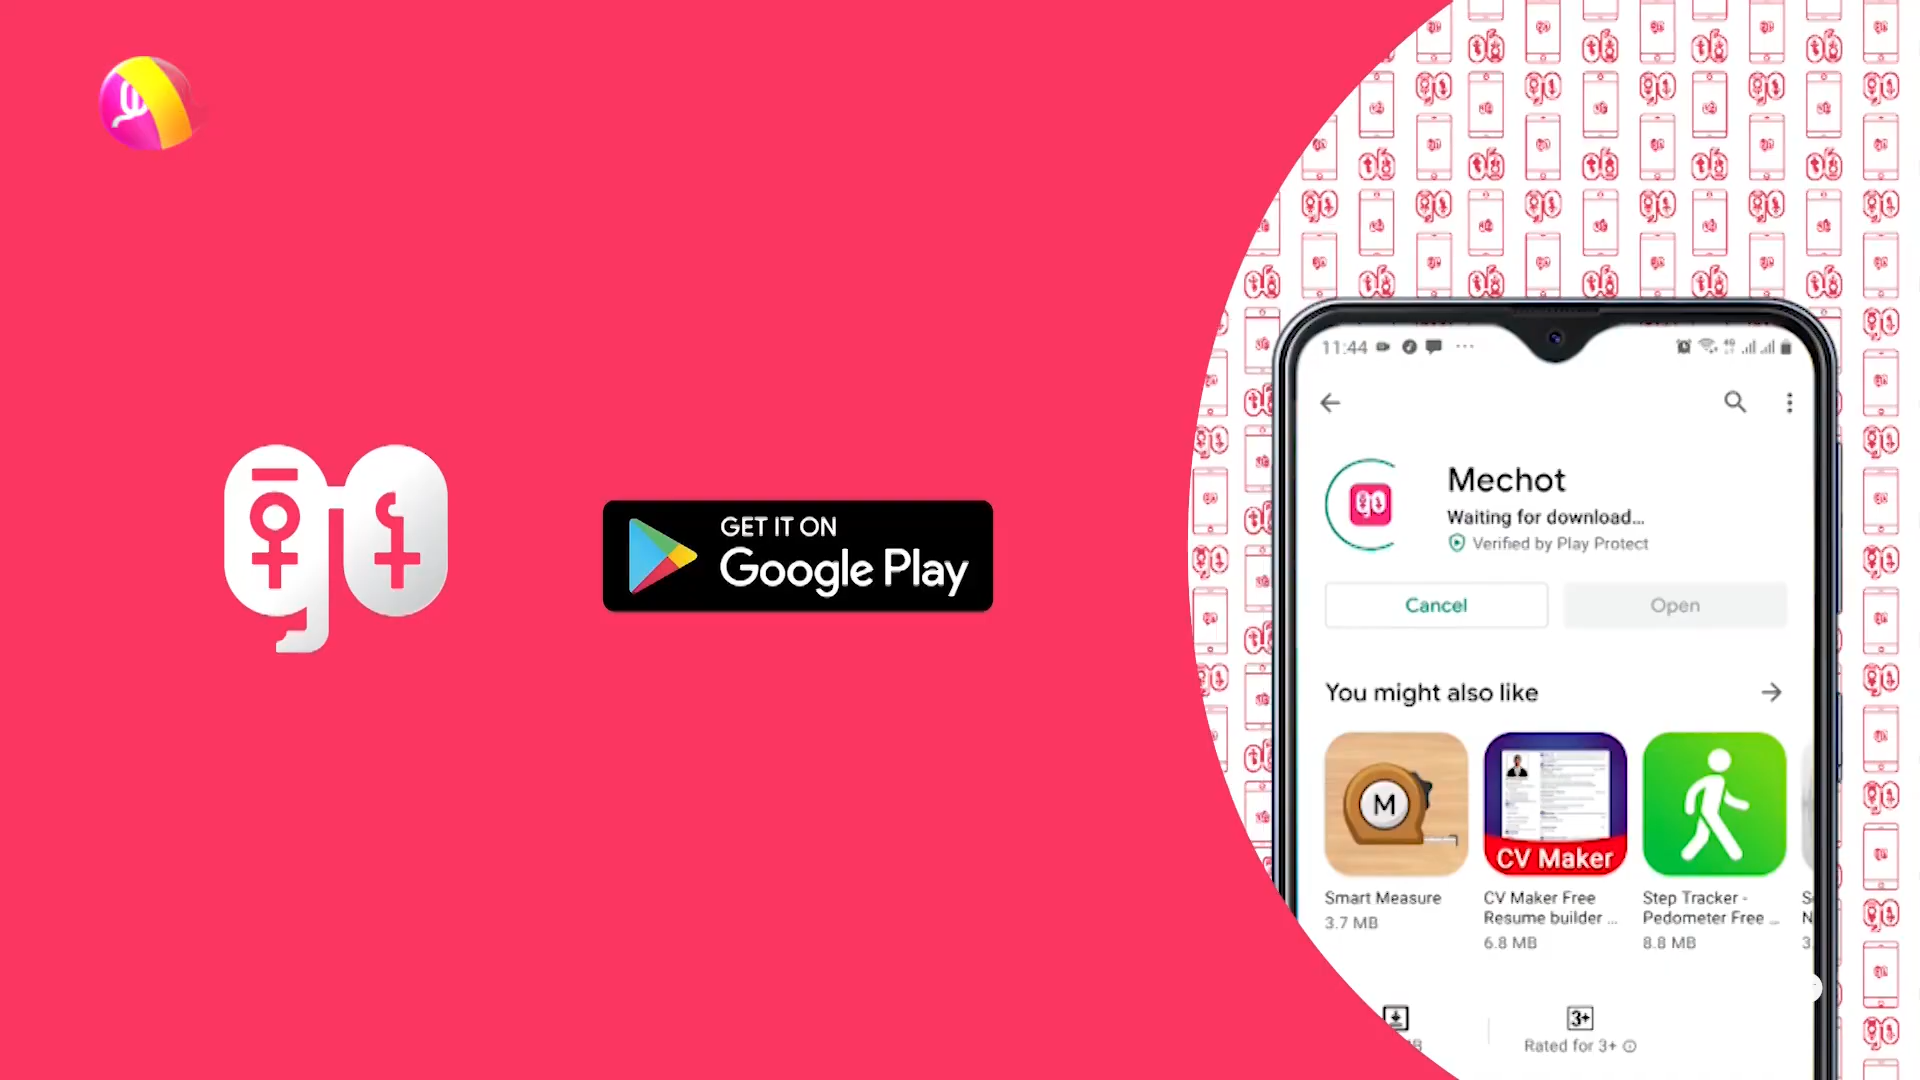 GET IT ON
Google Play
11:44
Mechot
Waiting for download...
Verified by Play Protect
Cancel
Open
You might also like
M
CV Maker
Smart Measure
3.7 MB
CV Maker Free
Resume builder ...
6.8 MB
Step Tracker -
Pedometer Free ...
8.8 MB
3+
Rated for 3+